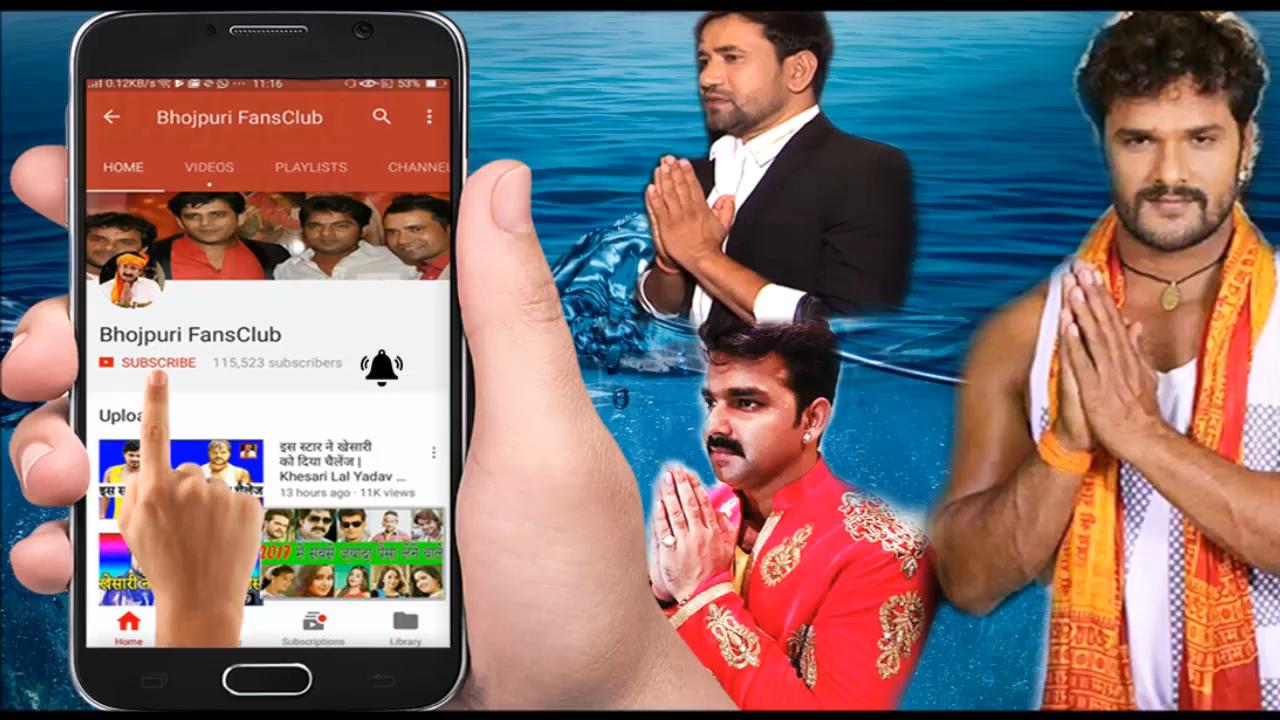 0.12KB/s 11:16 53%
Bhojpuri FansClub
HOME VIDEOS PLAYLISTS CHANNEL
Bhojpuri FansClub
SUBSCRIBE 115,523 subscribers
Uploa
इस स्टार ने खेसारी
को दिया चैलेंज |
Khesari Lal Yadav ...
13 hours ago · 11K views
2017 में सबसे ज्यादा पैसा लेने वाले
खेसारी
Home Subscriptions Library